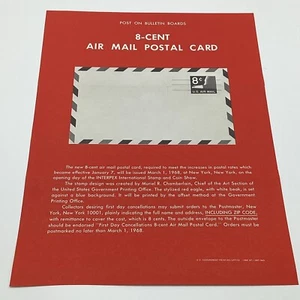 POST ON BULLETIN BOARDS
8-CENT
AIR MAIL POSTAL CARD
8c
U.S. AIR MAIL
The new 8-cent air mail postal card, required to meet the increases in postal rates which
became effective January 7, will be issued March 1, 1968, at New York, New York, on the
opening day of the INTERPEX International Stamp and Coin Show.
The stamp design was created by Muriel R. Chamberlain, Chief of the Art Section of
the United States Government Printing Office. The stylized red eagle, with white book, is set
against a blue background. It will be printed by the offset method at the Government
Printing Office.
Collectors desiring first day cancellations may submit orders to the Postmaster, New
York, New York 10001, plainly indicating the full name and address, INCLUDING ZIP CODE,
with remittance to cover the cost, which is 8 cents. The outside envelope to the Postmaster
should be endorsed "First Day Cancellations 8-cent Air Mail Postal Card." Orders must be
postmarked no later than March 1, 1968.